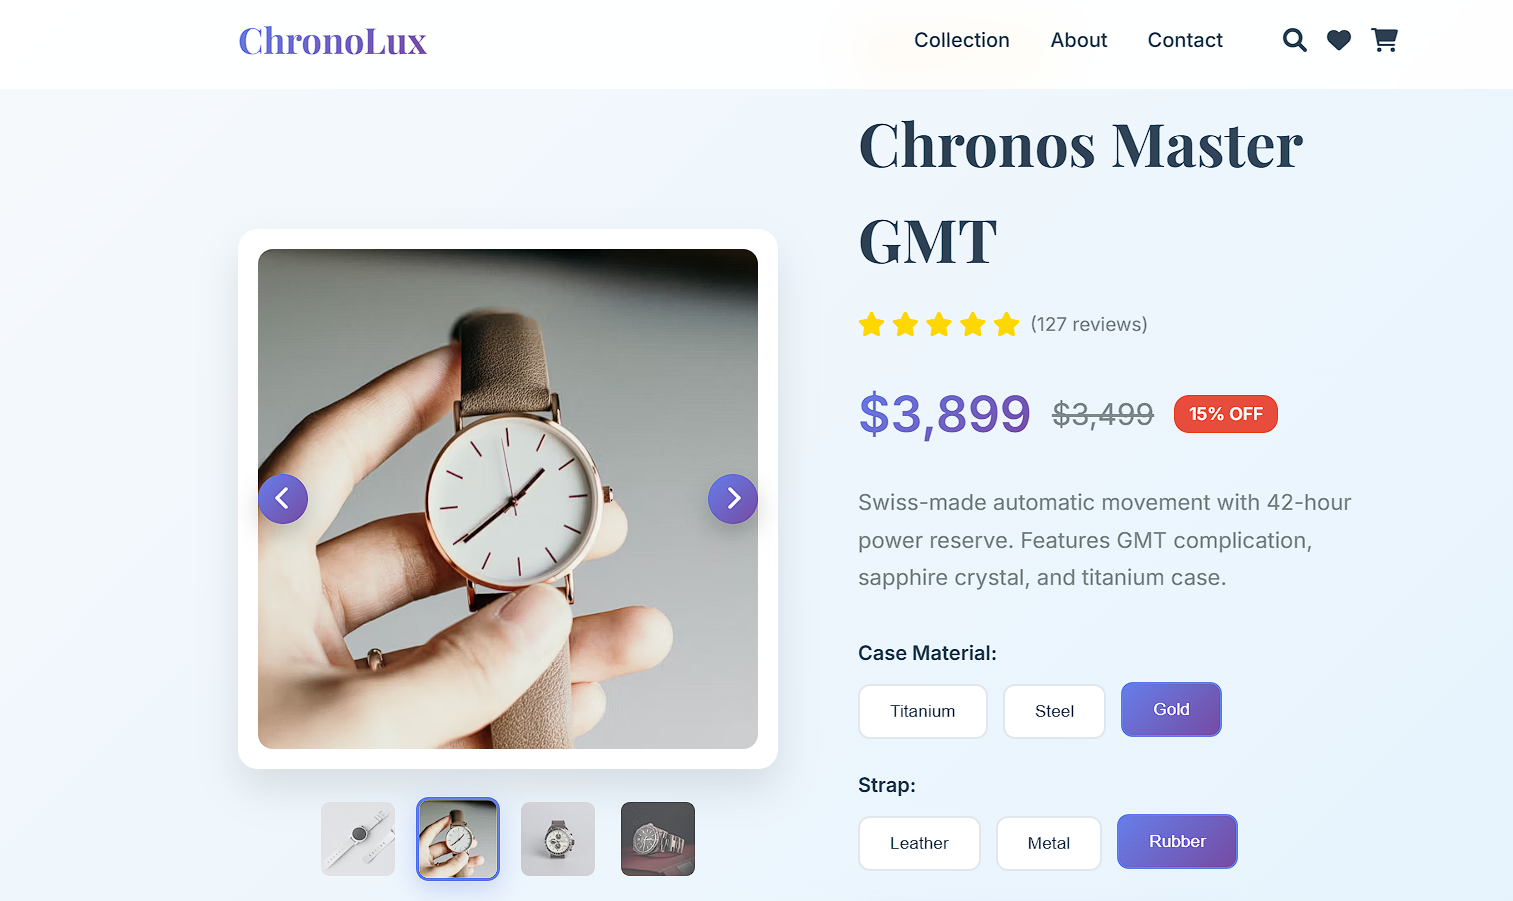 ChronoLux
Collection About Contact
Chronos Master
GMT
(127 reviews)
$3,899 $3,499 15% OFF
Swiss-made automatic movement with 42-hour
power reserve. Features GMT complication,
sapphire crystal, and titanium case.
Case Material:
Titanium Steel Gold
Strap:
Leather Metal Rubber